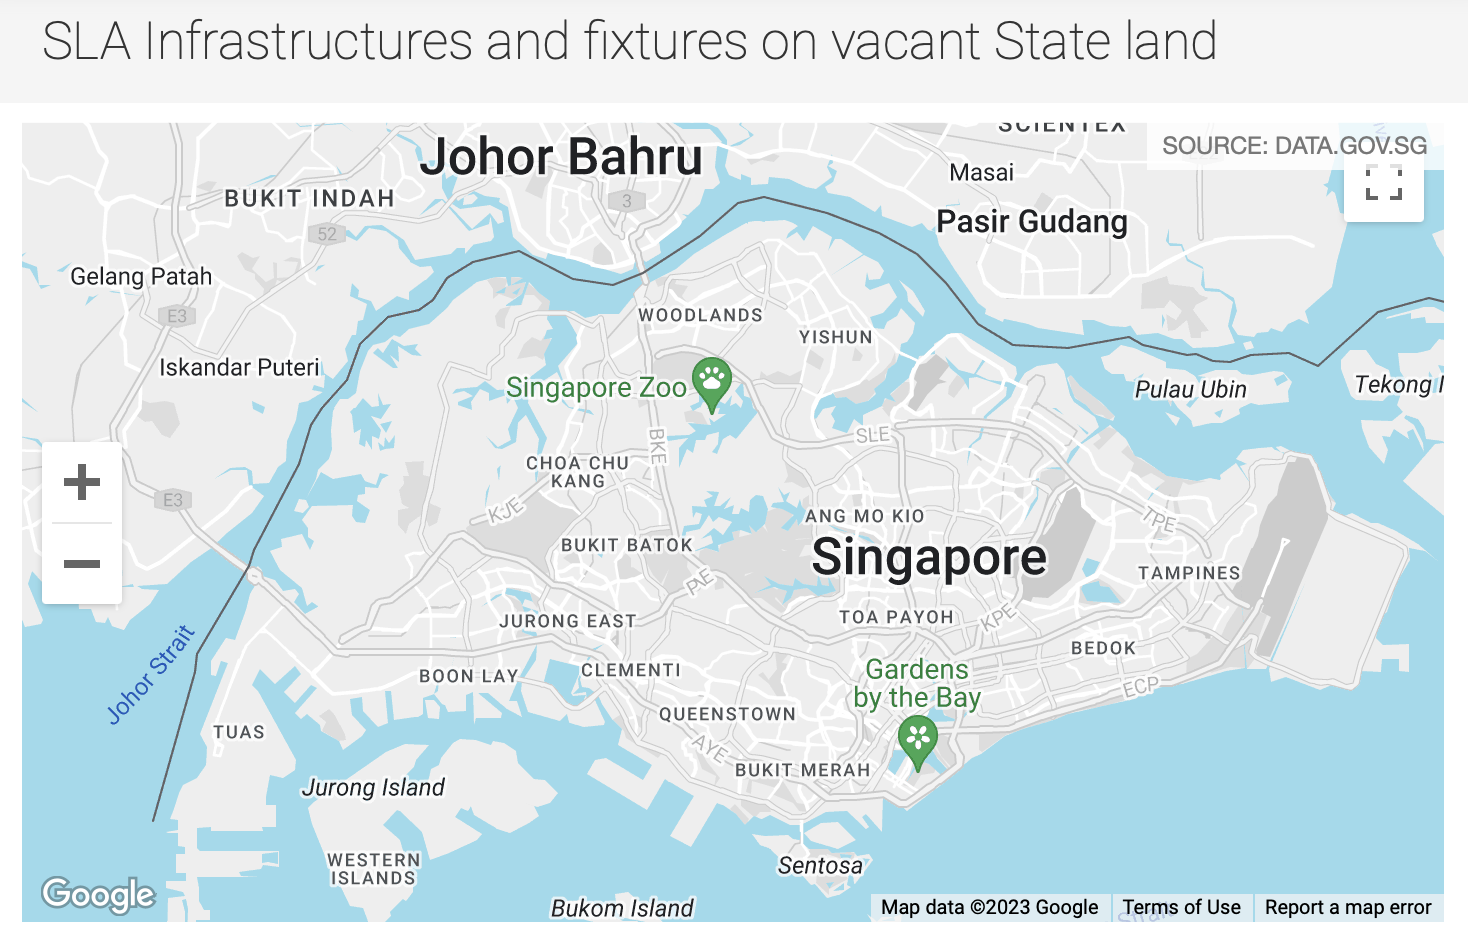 SLA Infrastructures and fixtures on vacant State land
SCIENTEX
SOURCE: DATA.GOV.SG
Johor Bahru
Masai
BUKIT INDAH
3
Pasir Gudang
52
Gelang Patah
E3
WOODLANDS
YISHUN
Iskandar Puteri
Singapore Zoo
Pulau Ubin
Tekong I
SLE
BKE
CHOA CHU
KANG
E3
KJE
ANG MO KIO
TPE
BUKIT BATOK
Singapore
PIE
TAMPINES
JURONG EAST
TOA PAYOH
KPE
BEDOK
Johor Strait
BOON LAY
CLEMENTI
Gardens
by the Bay
ECP
QUEENSTOWN
TUAS
AYE
BUKIT MERAH
Jurong Island
WESTERN
ISLANDS
Sentosa
Google
Bukom Island
Map data ©2023 Google
Terms of Use
Report a map error